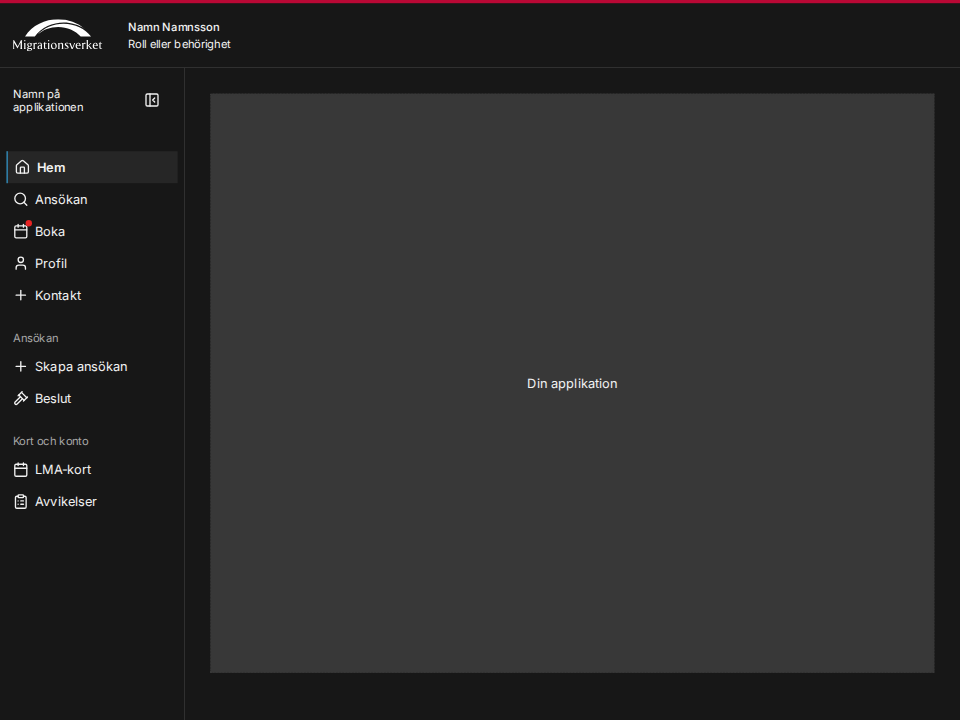 Migrationsverket
Namn Namnsson
Roll eller behörighet
Namn på
applikationen
Hem
Ansökan
Boka
Profil
Kontakt
Ansökan
Skapa ansökan
Beslut
Kort och konto
LMA-kort
Avvikelser
Din applikation